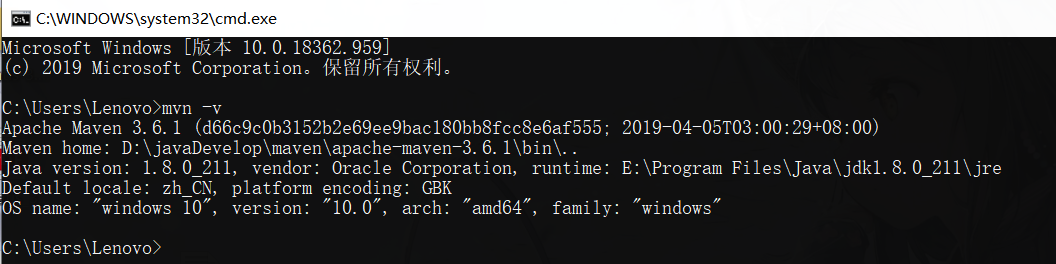 C:\WINDOWS\system32\cmd.exe
Microsoft Windows [版本 10.0.18362.959]
(c) 2019 Microsoft Corporation。保留所有权利。
C:\Users\Lenovo>mvn -v
Apache Maven 3.6.1 (d66c9c0b3152b2e69ee9bac180bb8fcc8e6af555; 2019-04-05T03:00:29+08:00)
Maven home: D:\javaDevelop\maven\apache-maven-3.6.1\bin\..
Java version: 1.8.0_211, vendor: Oracle Corporation, runtime: E:\Program Files\Java\jdk1.8.0_211\jre
Default locale: zh_CN, platform encoding: GBK
OS name: "windows 10", version: "10.0", arch: "amd64", family: "windows"
C:\Users\Lenovo>